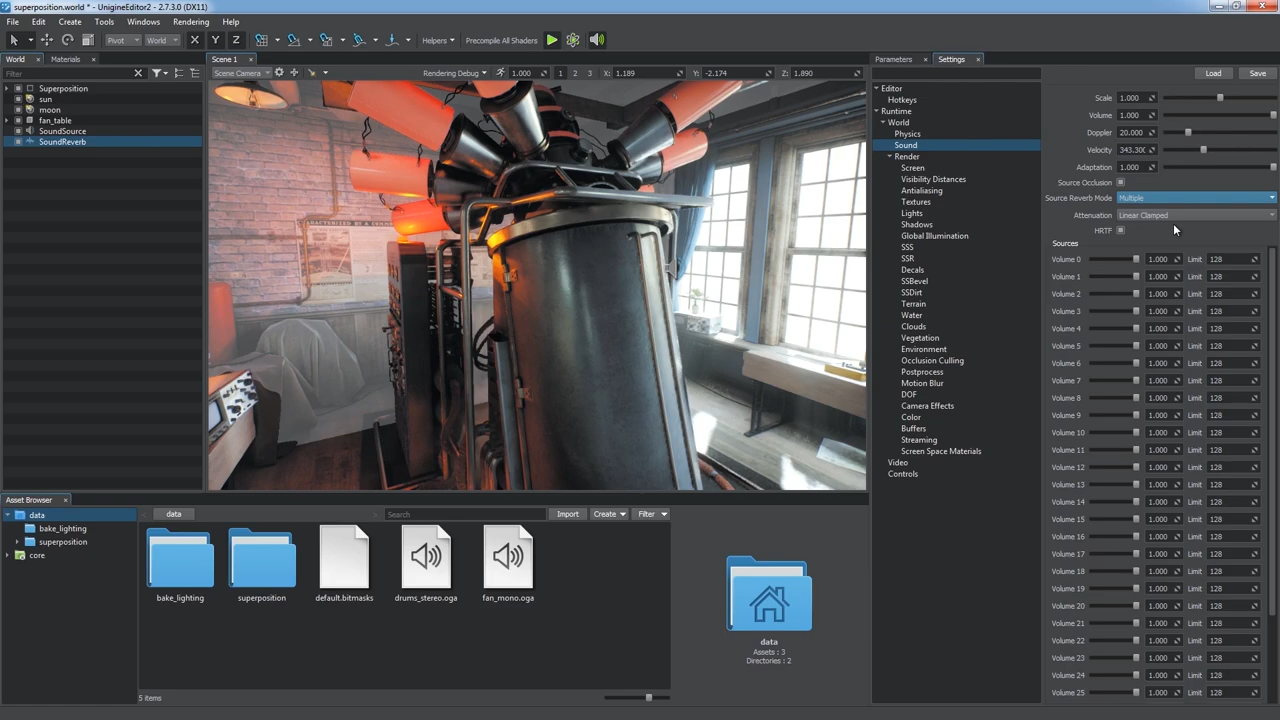 superposition.world * - UnigineEditor2 - 2.7.3.0 (DX11)
File Edit Create Tools Windows Rendering Help
Pivot World X Y Z Helpers Precompile All Shaders
World Materials Scene 1 Parameters Settings
Filter
Scene Camera Rendering Debug 1.000 1 2 3 X: 1.189 Y: -2.174 Z: 1.890
Load Save
Superposition
sun
moon
fan_table
SoundSource
SoundReverb
Editor
Hotkeys
Runtime
World
Physics
Sound
Render
Screen
Visibility Distances
Antialiasing
Textures
Lights
Shadows
Global Illumination
SSS
SSR
Decals
SSBevel
SSDirt
Terrain
Water
Clouds
Vegetation
Environment
Occlusion Culling
Postprocess
Motion Blur
DOF
Camera Effects
Color
Buffers
Streaming
Screen Space Materials
Video
Controls
Scale 1.000
Volume 1.000
Doppler 20.000
Velocity 343.300
Adaptation 1.000
Source Occlusion
Source Reverb Mode Multiple
Attenuation Linear Clamped
HRTF
Sources
Volume 0 1.000 Limit 128
Volume 1 1.000 Limit 128
Volume 2 1.000 Limit 128
Volume 3 1.000 Limit 128
Volume 4 1.000 Limit 128
Volume 5 1.000 Limit 128
Volume 6 1.000 Limit 128
Volume 7 1.000 Limit 128
Volume 8 1.000 Limit 128
Volume 9 1.000 Limit 128
Volume 10 1.000 Limit 128
Volume 11 1.000 Limit 128
Volume 12 1.000 Limit 128
Volume 13 1.000 Limit 128
Volume 14 1.000 Limit 128
Volume 15 1.000 Limit 128
Volume 16 1.000 Limit 128
Volume 17 1.000 Limit 128
Volume 18 1.000 Limit 128
Volume 19 1.000 Limit 128
Volume 20 1.000 Limit 128
Volume 21 1.000 Limit 128
Volume 22 1.000 Limit 128
Volume 23 1.000 Limit 128
Volume 24 1.000 Limit 128
Volume 25 1.000 Limit 128
Asset Browser
data
bake_lighting
superposition
core
data Search Import Create Filter
bake_lighting superposition default.bitmasks drums_stereo.oga fan_mono.oga
data
Assets : 3
Directories : 2
5 items